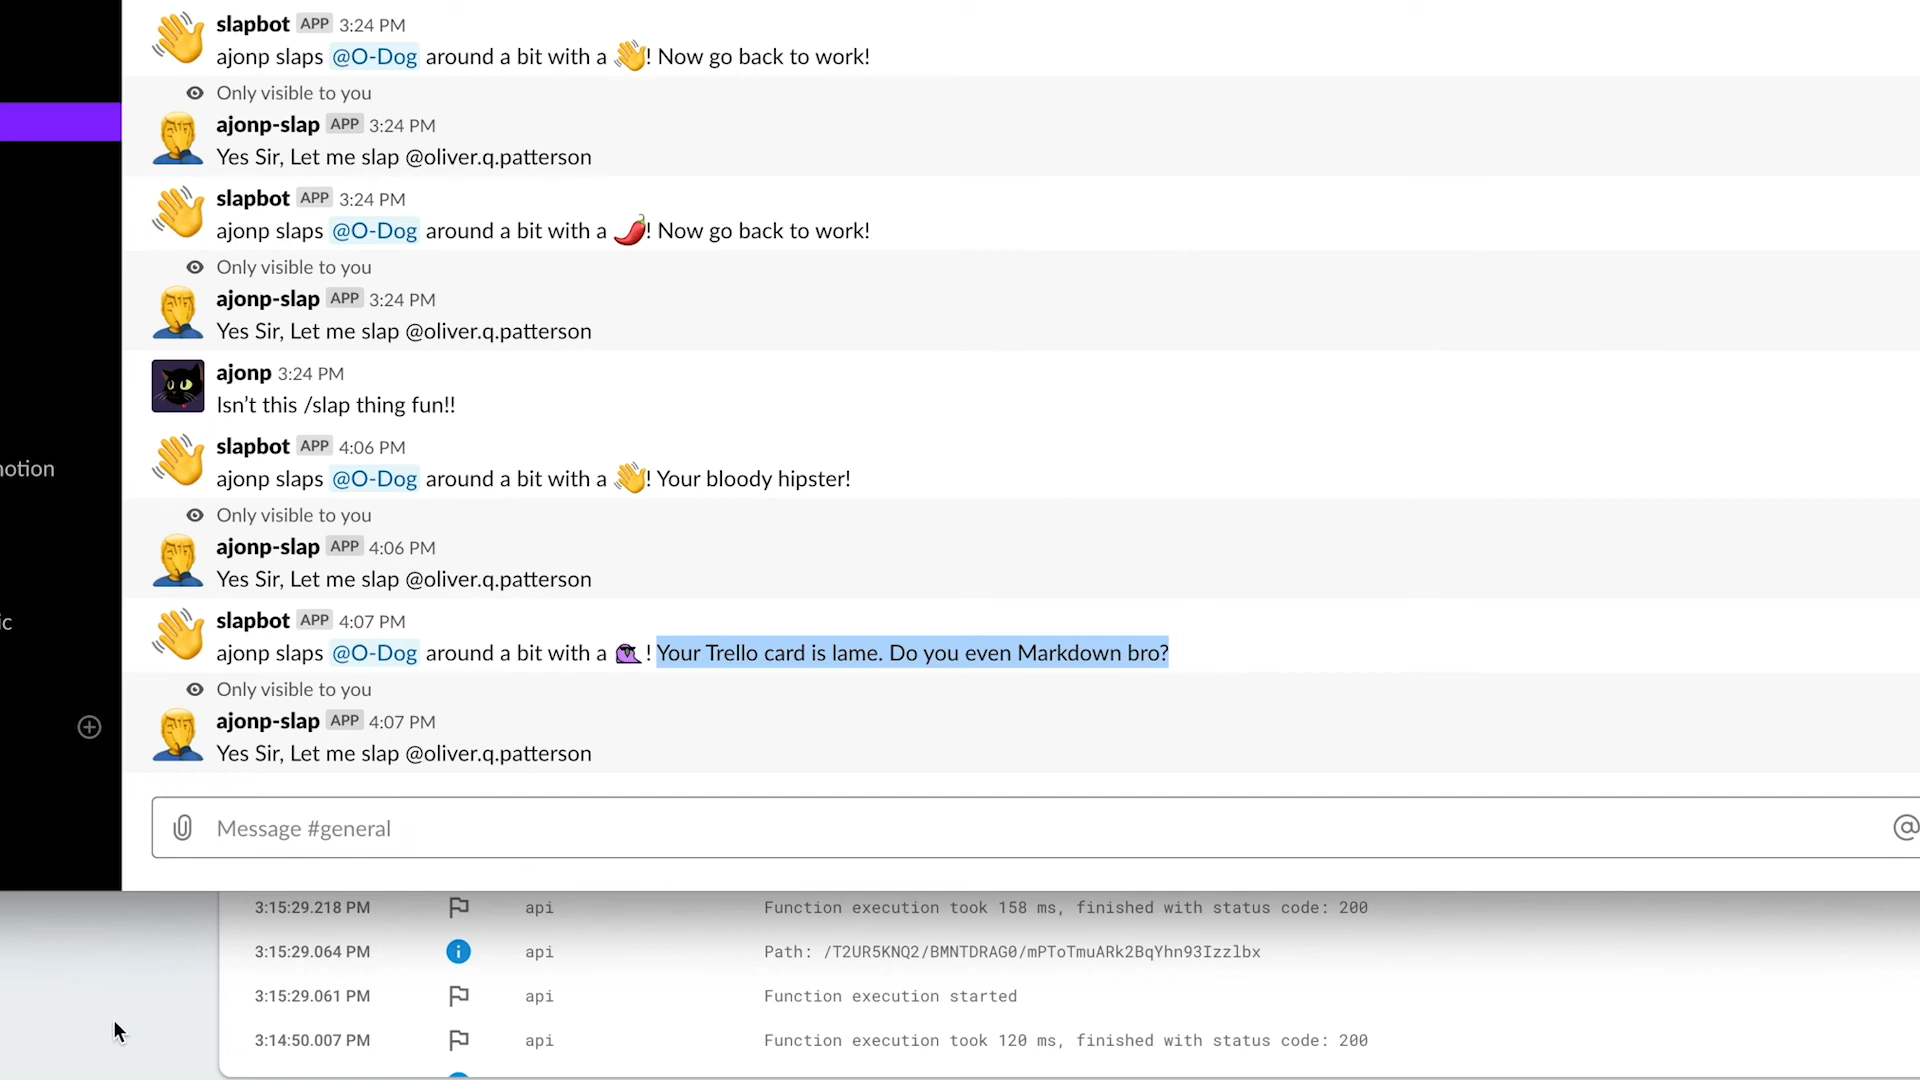 slapbot APP 3:24 PM
ajonp slaps @O-Dog around a bit with a 👋! Now go back to work!
Only visible to you
ajonp-slap APP 3:24 PM
Yes Sir, Let me slap @oliver.q.patterson
slapbot APP 3:24 PM
ajonp slaps @O-Dog around a bit with a 🌶! Now go back to work!
Only visible to you
ajonp-slap APP 3:24 PM
Yes Sir, Let me slap @oliver.q.patterson
ajonp 3:24 PM
Isn’t this /slap thing fun!!
slapbot APP 4:06 PM
ajonp slaps @O-Dog around a bit with a 👋! Your bloody hipster!
notion
Only visible to you
ajonp-slap APP 4:06 PM
Yes Sir, Let me slap @oliver.q.patterson
slapbot APP 4:07 PM
ic
ajonp slaps @O-Dog around a bit with a ! Your Trello card is lame. Do you even Markdown bro?
Only visible to you
ajonp-slap APP 4:07 PM
Yes Sir, Let me slap @oliver.q.patterson
Message #general @
3:15:29.218 PM api Function execution took 158 ms, finished with status code: 200
3:15:29.064 PM api Path: /T2UR5KNQ2/BMNTDRAG0/mPToTmuARk2BqYhn93Izzlbx
3:15:29.061 PM api Function execution started
3:14:50.007 PM api Function execution took 120 ms, finished with status code: 200